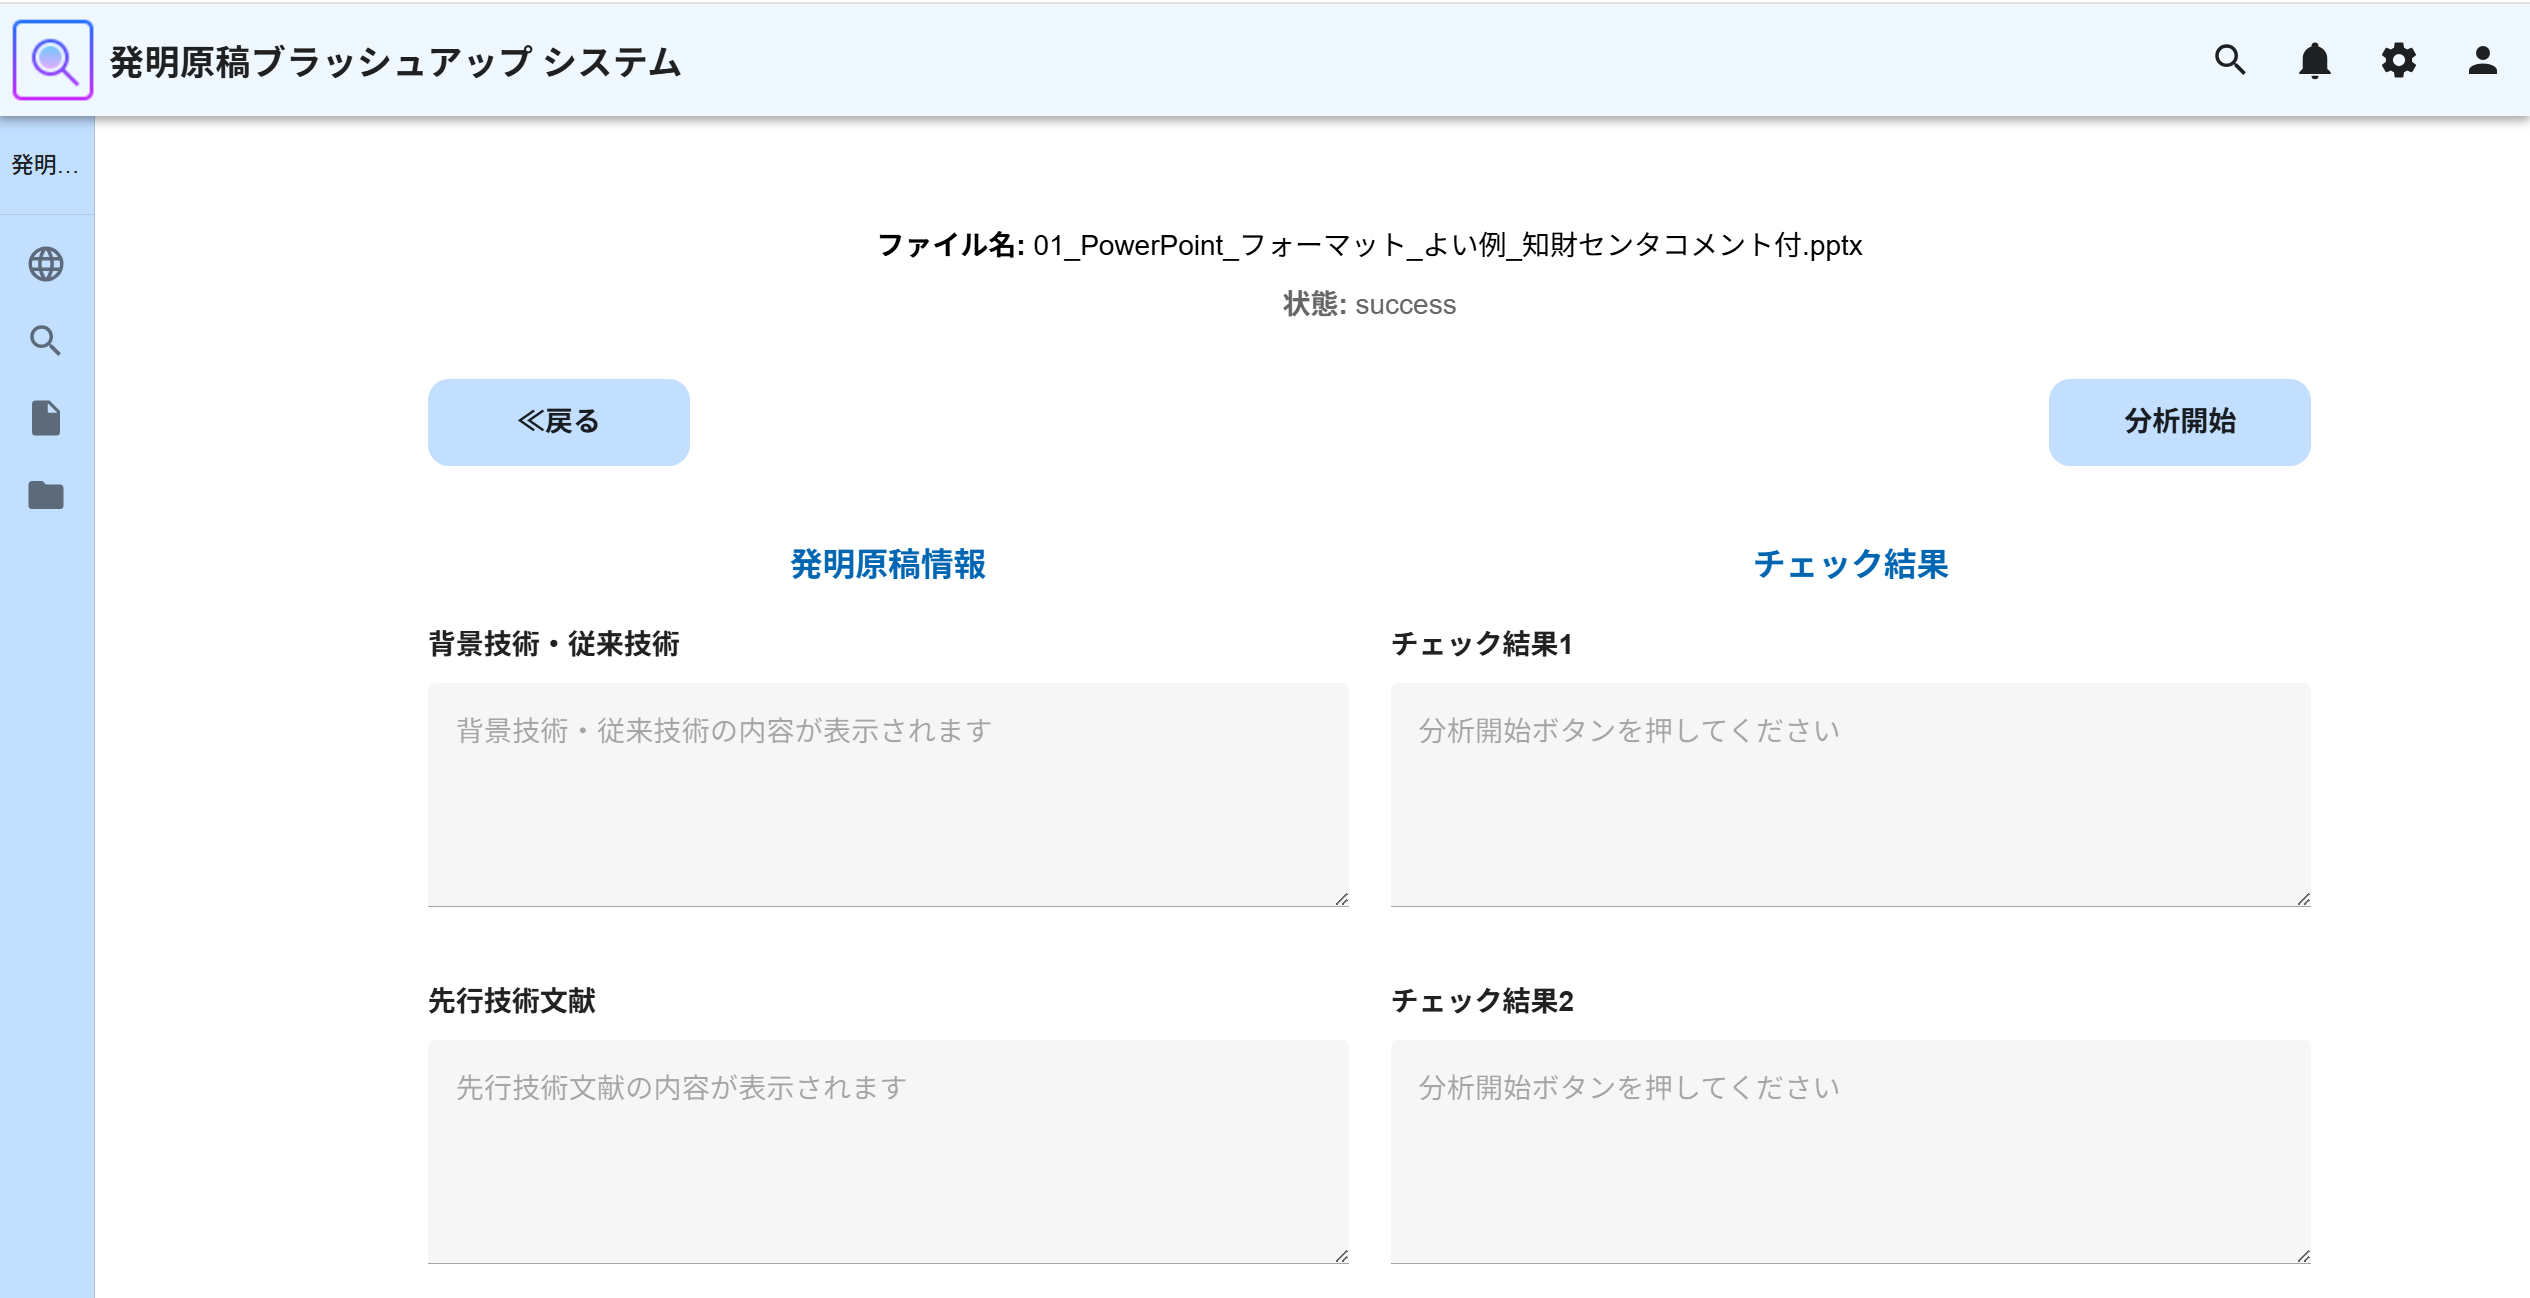 発明原稿ブラッシュアップ システム
発明...
ファイル名: 01_PowerPoint_フォーマット_よい例_知財センタコメント付.pptx
状態: success
≪戻る
分析開始
発明原稿情報
チェック結果
背景技術・従来技術
チェック結果1
背景技術・従来技術の内容が表示されます
分析開始ボタンを押してください
先行技術文献
チェック結果2
先行技術文献の内容が表示されます
分析開始ボタンを押してください